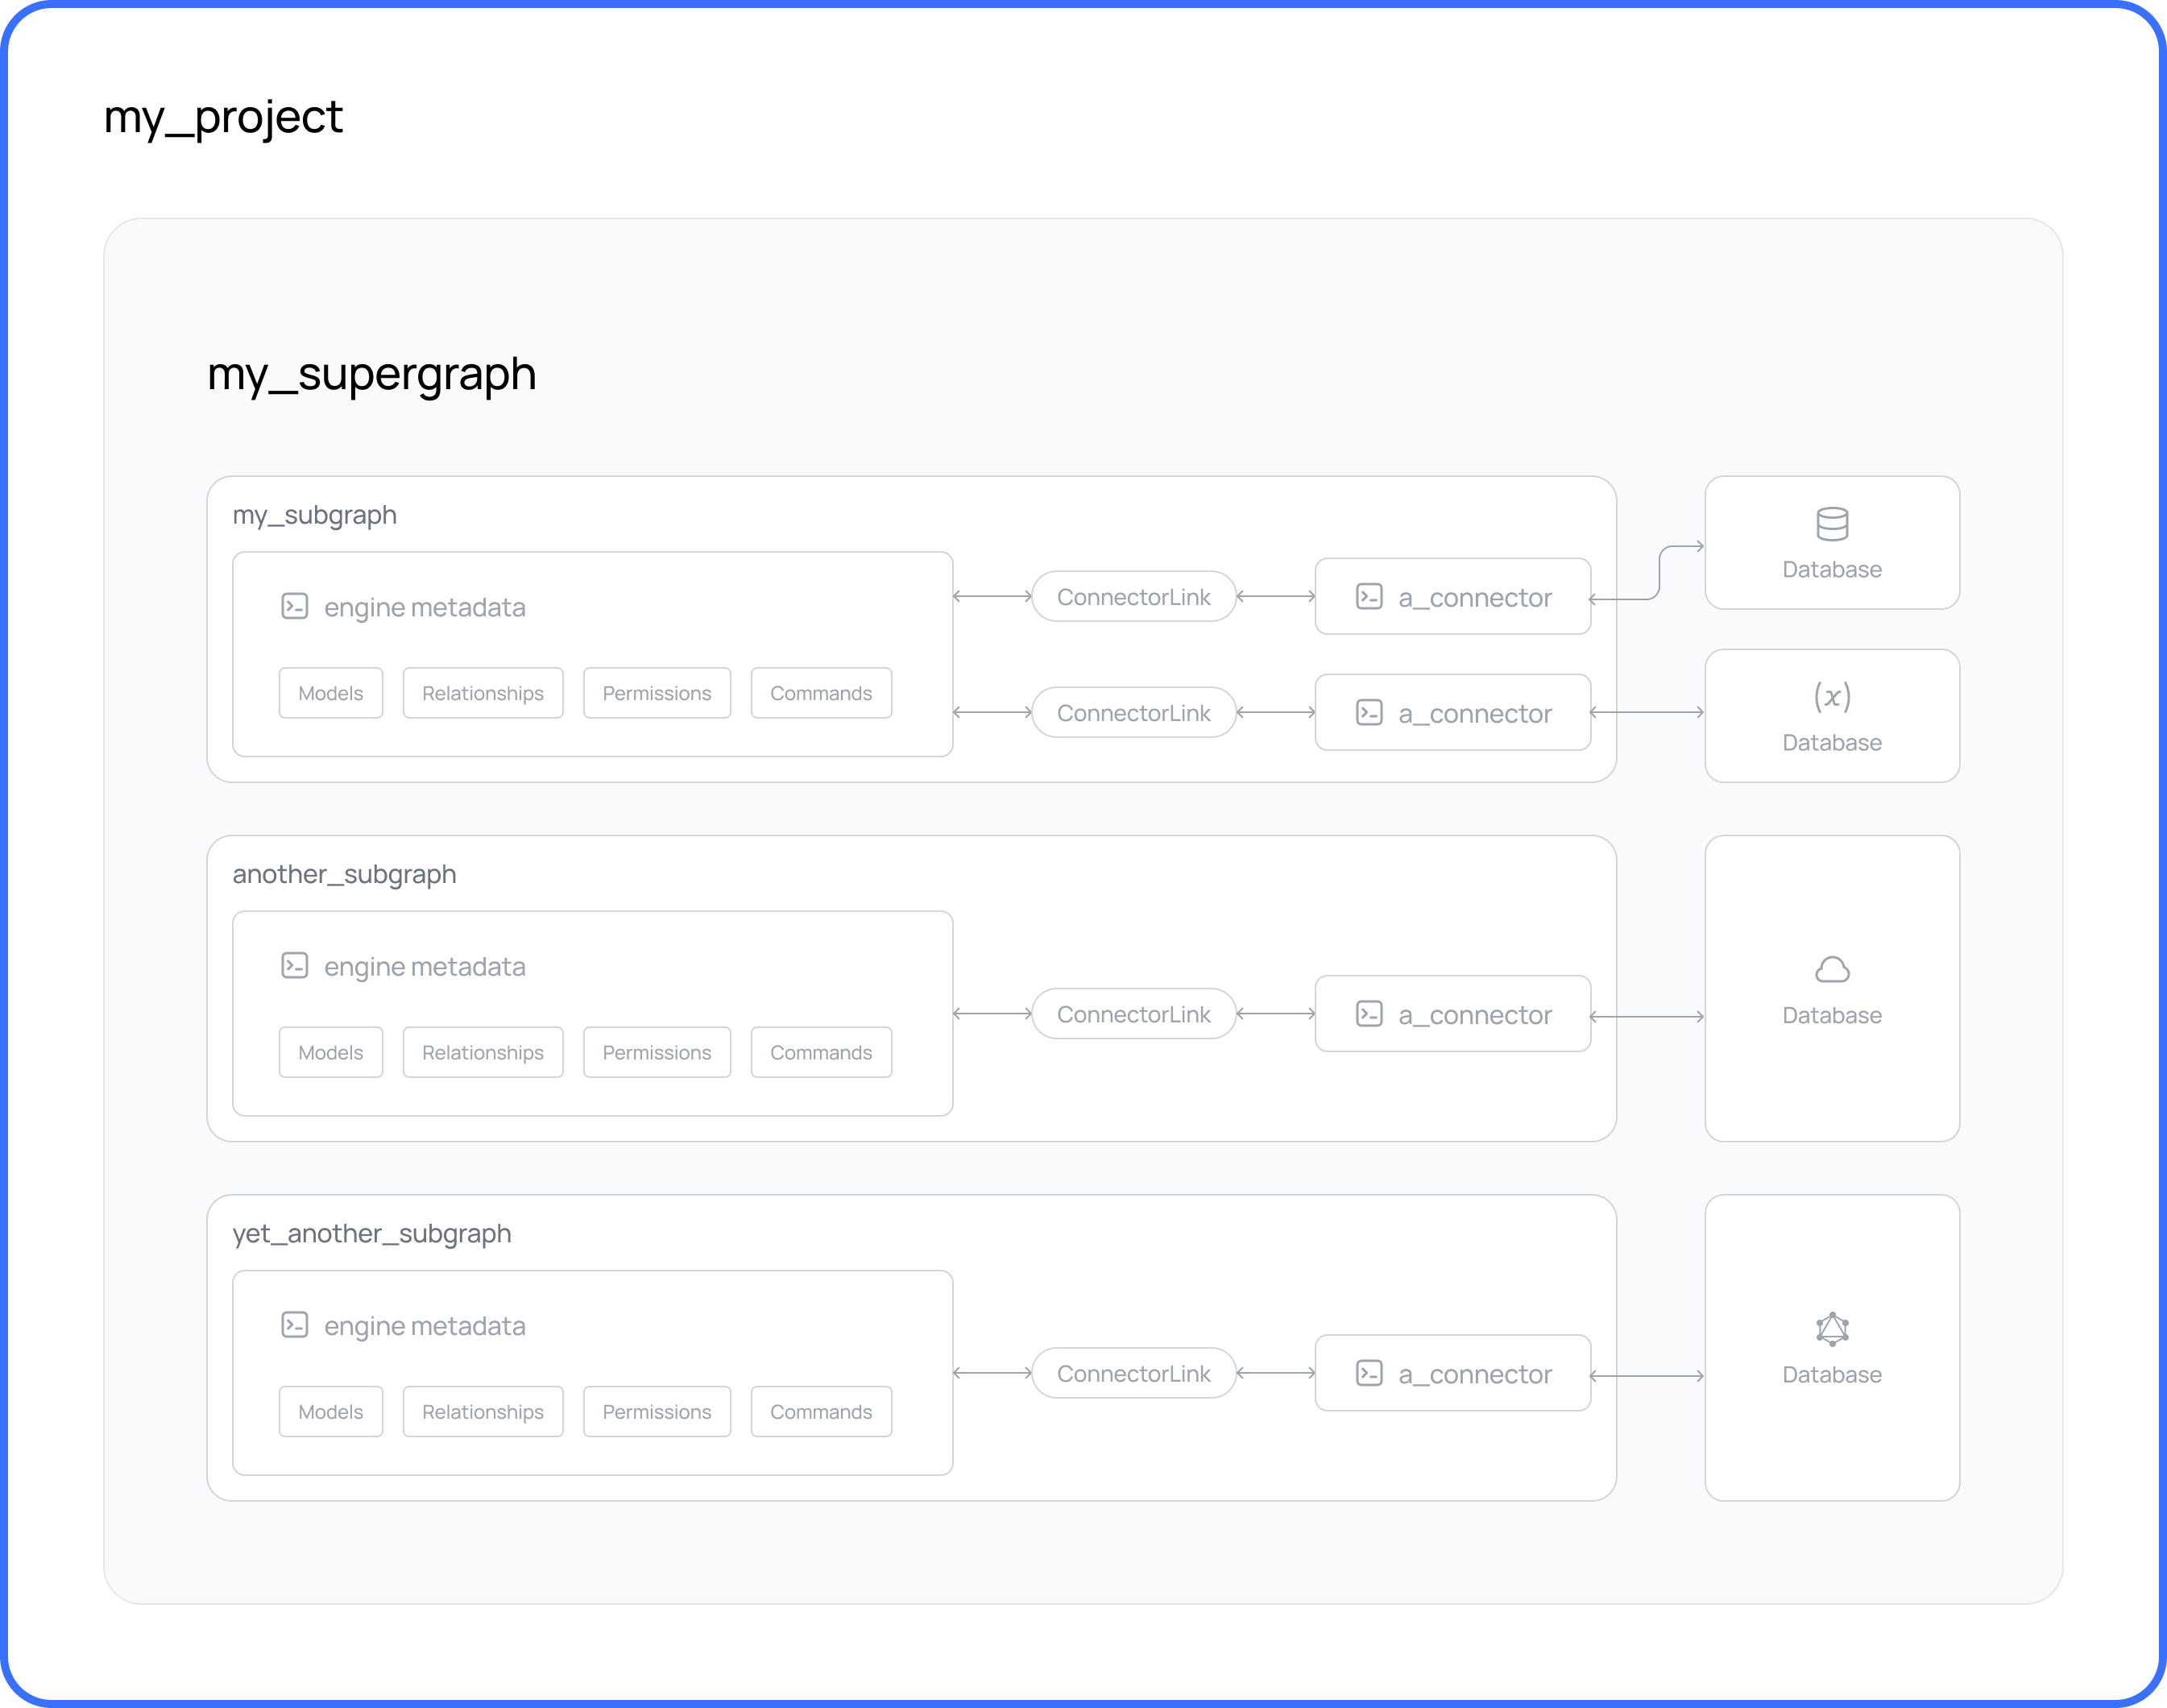 my_project
my_supergraph
my_subgraph
engine metadata
Models
Relationships
Permissions
Commands
ConnectorLink
a_connector
Database
ConnectorLink
a_connector
Database
another_subgraph
engine metadata
Models
Relationships
Permissions
Commands
ConnectorLink
a_connector
Database
yet_another_subgraph
engine metadata
Models
Relationships
Permissions
Commands
ConnectorLink
a_connector
Database